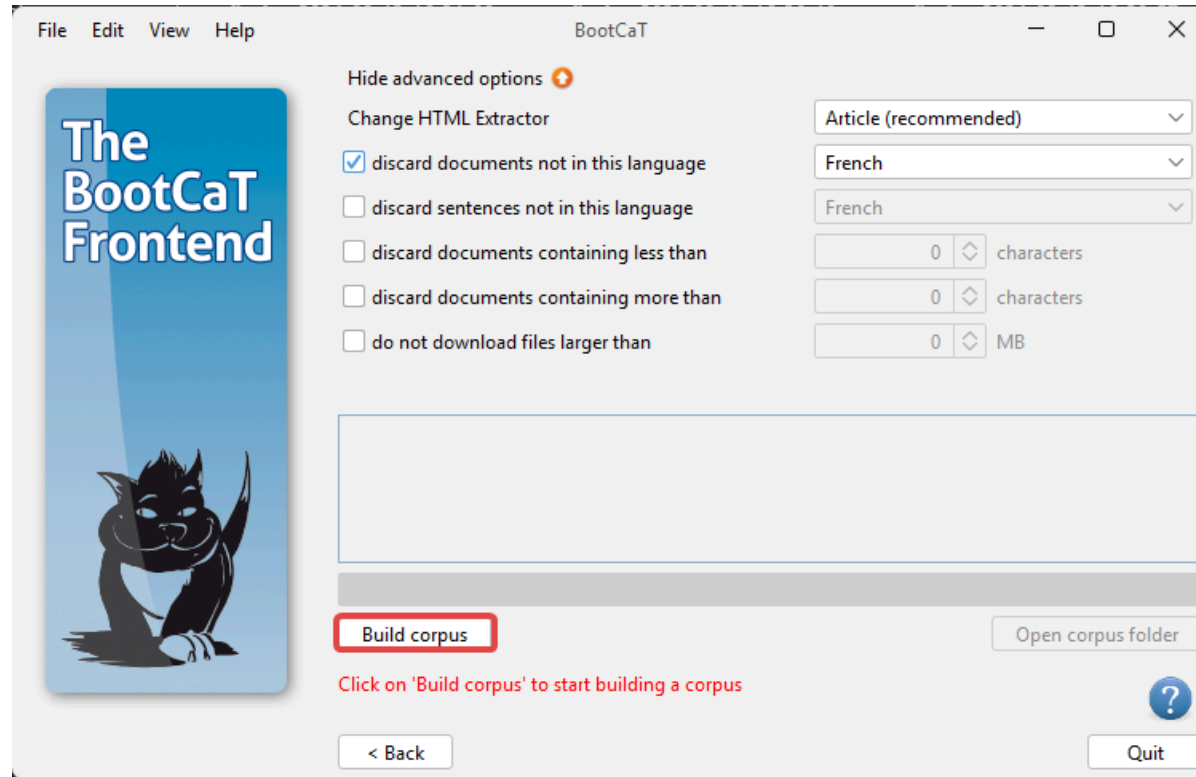 File Edit View Help BootCaT
The
BootCaT
Frontend
Hide advanced options
Change HTML Extractor Article (recommended)
discard documents not in this language French
discard sentences not in this language French
discard documents containing less than 0 characters
discard documents containing more than 0 characters
do not download files larger than 0 MB
Build corpus Open corpus folder
Click on 'Build corpus' to start building a corpus
?
< Back Quit